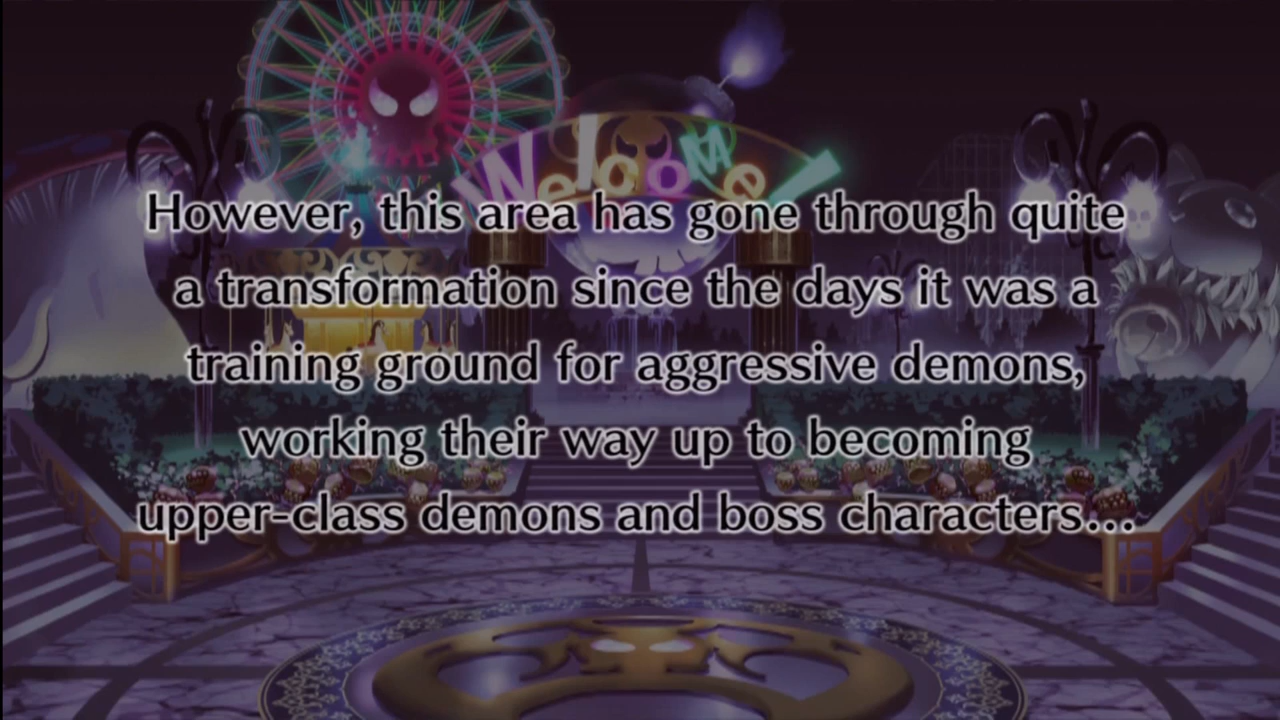 WelcoMe!
However, this area has gone through quite
a transformation since the days it was a
training ground for aggressive demons,
working their way up to becoming
upper-class demons and boss characters...